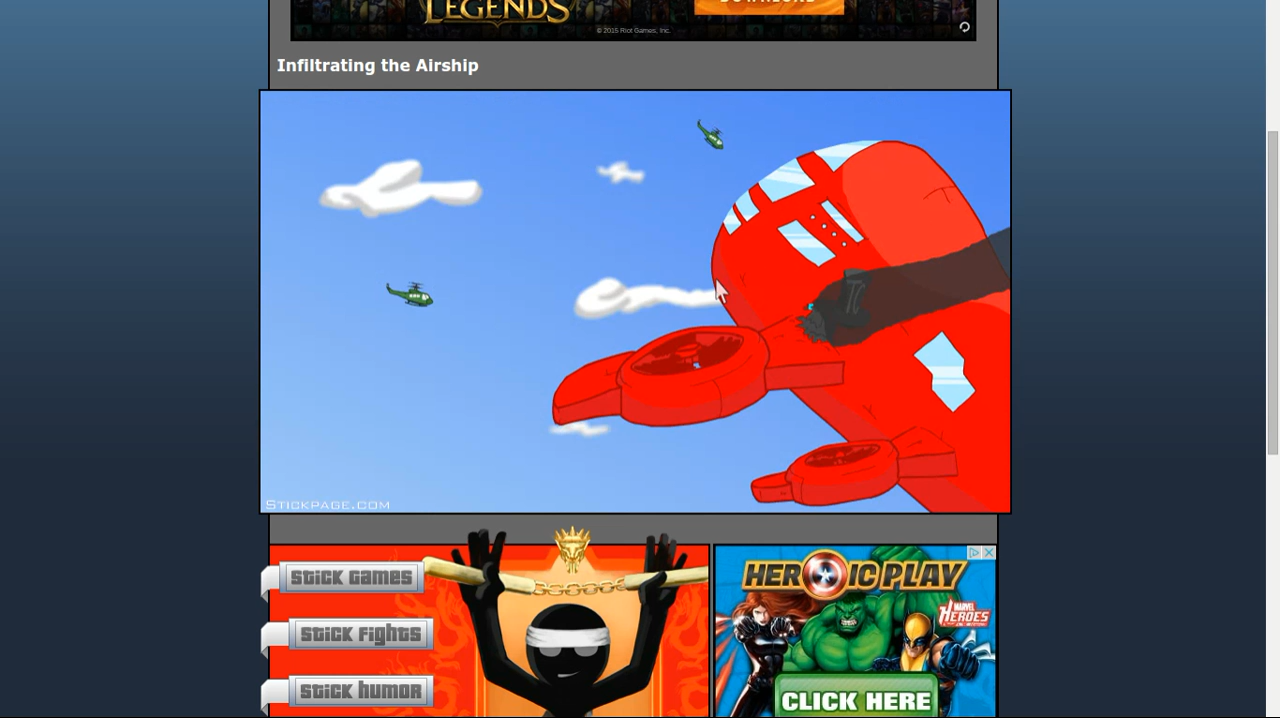 LEGENDS
DOWNLOAD
© 2015 Riot Games, Inc.
Infiltrating the Airship
STICKPAGE.COM
STICK GAMES
STICK FIGHTS
STICK HUMOR
HEROIC PLAY
MARVEL
HEROES
CLICK HERE